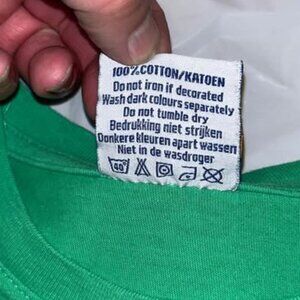 100% COTTON/KATOEN
Do not iron if decorated
Wash dark colours separately
Do not tumble dry
Bedrukking niet strijken
Donkere kleuren apart wassen
Niet in de wasdroger
40°